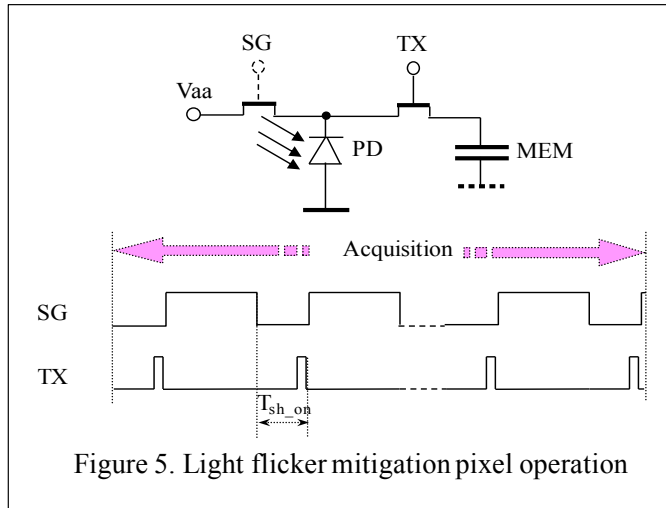 SG
TX
Vaa
PD
MEM
Acquisition
SG
TX
Tsh_on
Figure 5. Light flicker mitigation pixel operation